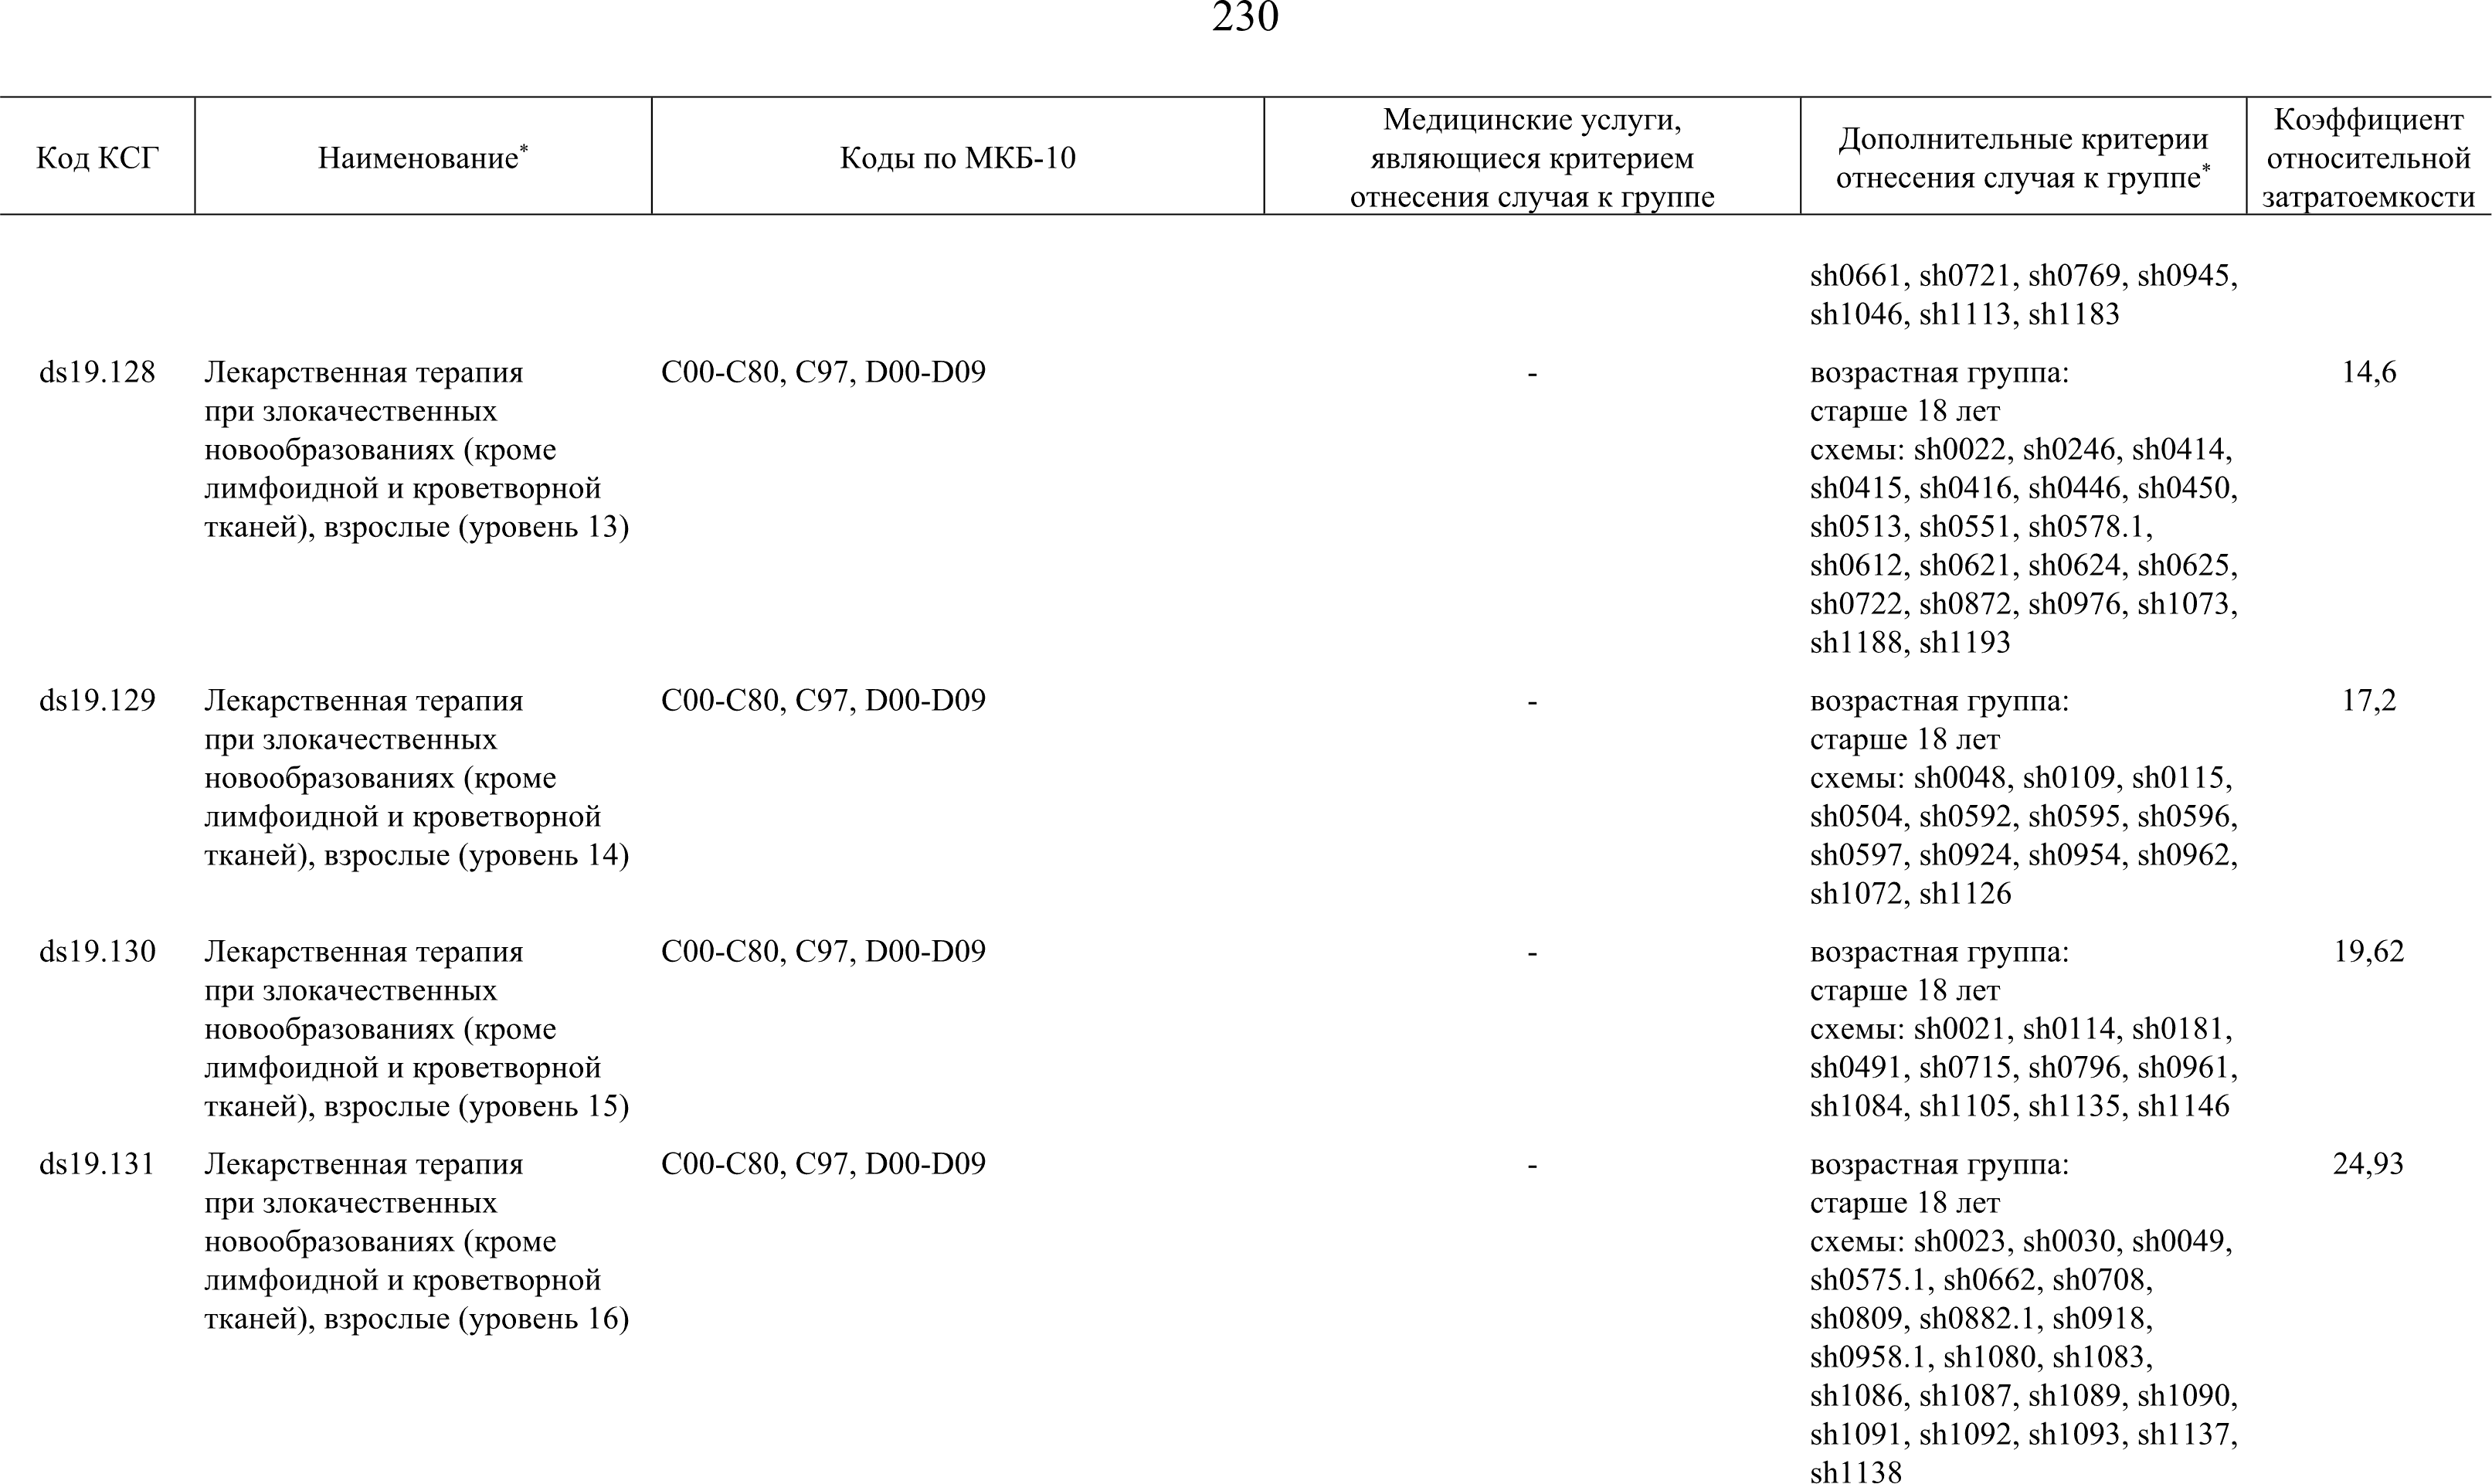 230
Код КСГ
Наименование*
Коды по МКБ-10
Медицинские услуги,
являющиеся критерием
отнесения случая к группе
Дополнительные критерии
отнесения случая к группе*
Коэффициент
относительной
затратоемкости
sh0661, sh0721, sh0769, sh0945,
sh1046, sh1113, sh1183
ds19.128
Лекарственная терапия
при злокачественных
новообразованиях (кроме
лимфоидной и кроветворной
тканей), взрослые (уровень 13)
C00-C80, C97, D00-D09
-
возрастная группа:
старше 18 лет
схемы: sh0022, sh0246, sh0414,
sh0415, sh0416, sh0446, sh0450,
sh0513, sh0551, sh0578.1,
sh0612, sh0621, sh0624, sh0625,
sh0722, sh0872, sh0976, sh1073,
sh1188, sh1193
14,6
ds19.129
Лекарственная терапия
при злокачественных
новообразованиях (кроме
лимфоидной и кроветворной
тканей), взрослые (уровень 14)
C00-C80, C97, D00-D09
-
возрастная группа:
старше 18 лет
схемы: sh0048, sh0109, sh0115,
sh0504, sh0592, sh0595, sh0596,
sh0597, sh0924, sh0954, sh0962,
sh1072, sh1126
17,2
ds19.130
Лекарственная терапия
при злокачественных
новообразованиях (кроме
лимфоидной и кроветворной
тканей), взрослые (уровень 15)
C00-C80, C97, D00-D09
-
возрастная группа:
старше 18 лет
схемы: sh0021, sh0114, sh0181,
sh0491, sh0715, sh0796, sh0961,
sh1084, sh1105, sh1135, sh1146
19,62
ds19.131
Лекарственная терапия
при злокачественных
новообразованиях (кроме
лимфоидной и кроветворной
тканей), взрослые (уровень 16)
C00-C80, C97, D00-D09
-
возрастная группа:
старше 18 лет
схемы: sh0023, sh0030, sh0049,
sh0575.1, sh0662, sh0708,
sh0809, sh0882.1, sh0918,
sh0958.1, sh1080, sh1083,
sh1086, sh1087, sh1089, sh1090,
sh1091, sh1092, sh1093, sh1137,
sh1138
24,93